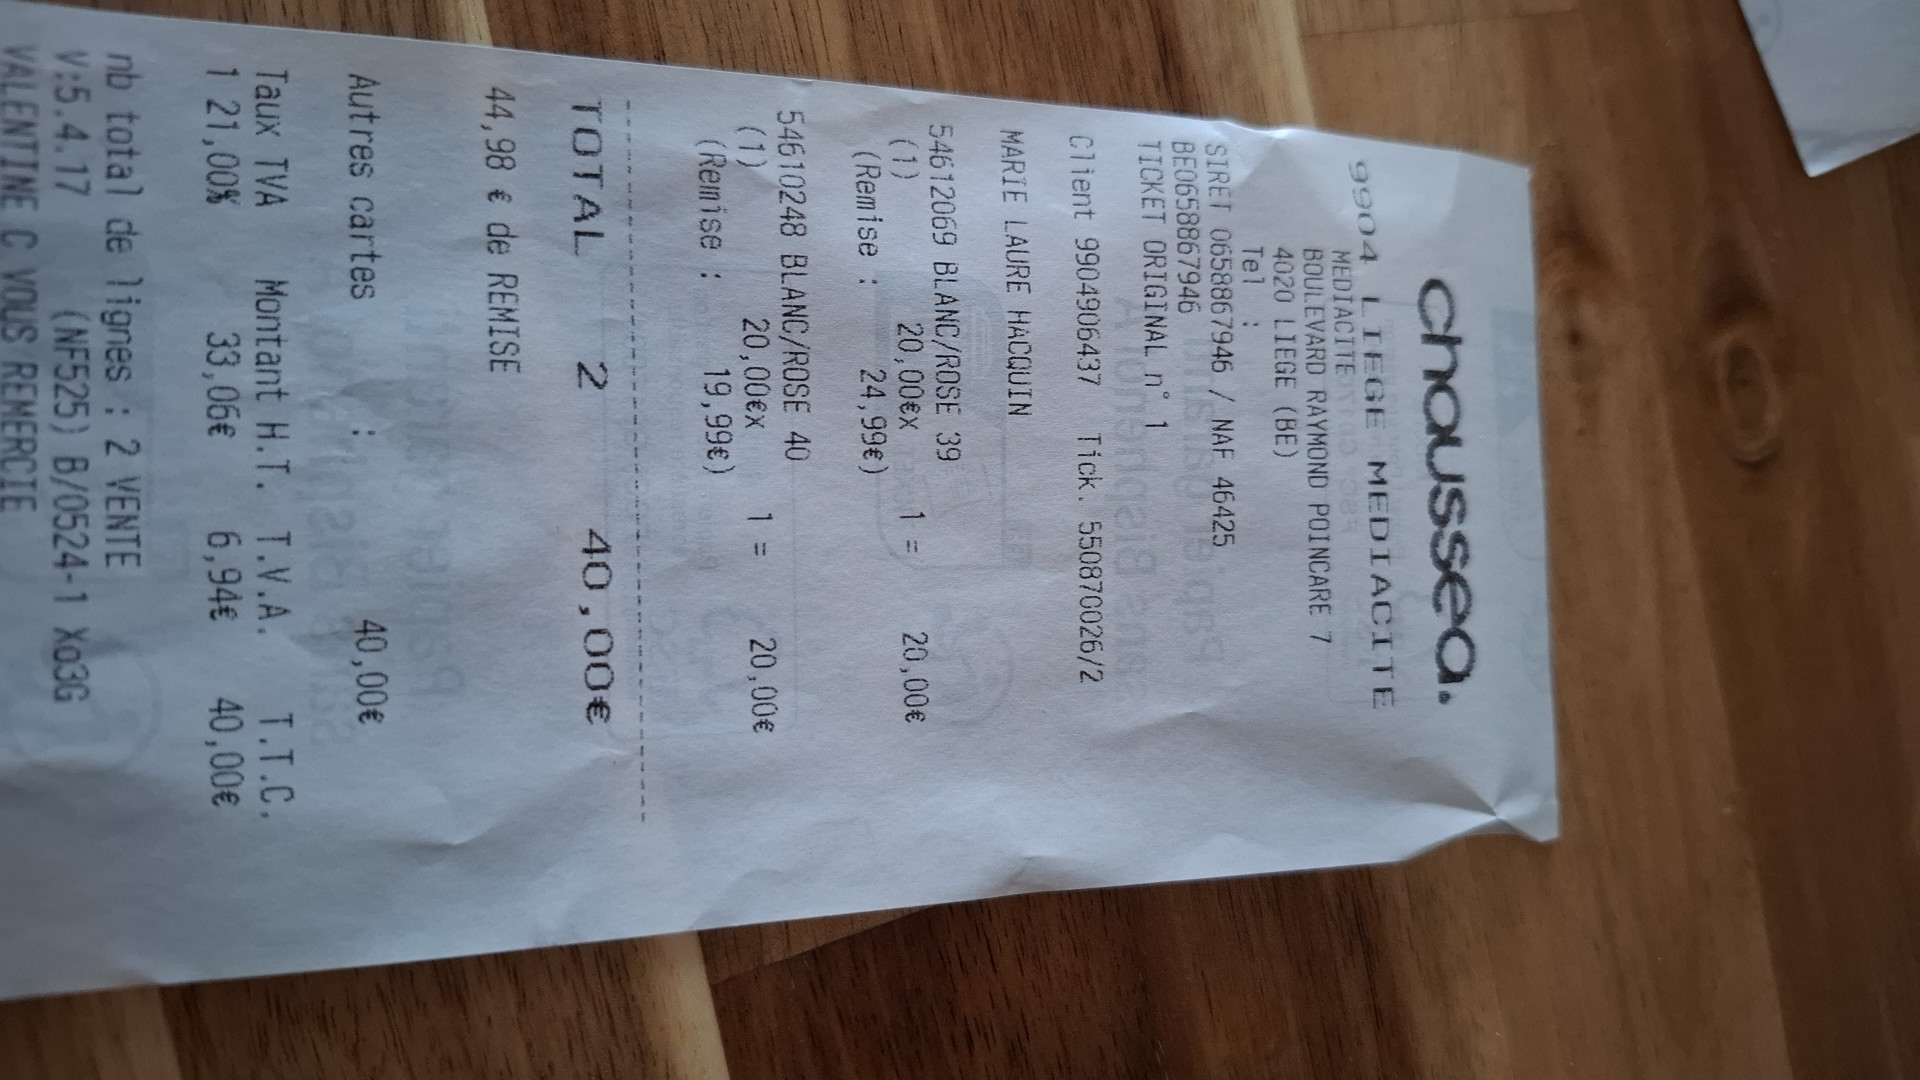 chaussea.
9904 LIEGE MEDIACITE
MEDIACITE
BOULEVARD RAYMOND POINCARE 7
4020 LIEGE (BE)
Tel :
SIRET 0658867946 / NAF 46425
BE0658867946
TICKET ORIGINAL n° 1
Client 9904906437 Tick. 550870026/2
MARIE LAURE HACQUIN
54612069 BLANC/ROSE 39
(1) 20,00€x 1 = 20,00€
(Remise : 24,99€)
54610248 BLANC/ROSE 40
(1) 20,00€x 1 = 20,00€
(Remise : 19,99€)
TOTAL 2 40,00€
44,98 € de REMISE
Autres cartes : 40,00€
Taux TVA Montant H.T. T.V.A. T.T.C.
1 21,00% 33,06€ 6,94€ 40,00€
nb total de lignes : 2 VENTE
V:5.4.17 (NF525) B/0524-1 Xo3G
VALENTINE C VOUS REMERCIE